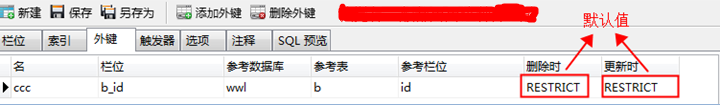 新建 保存 另存为 添加外键 删除外键
默认值
栏位 索引 外键 触发器 选项 注释 SQL 预览
名 栏位 参考数据库 参考表 参考栏位 删除时 更新时
ccc b_id wwl b id RESTRICT RESTRICT